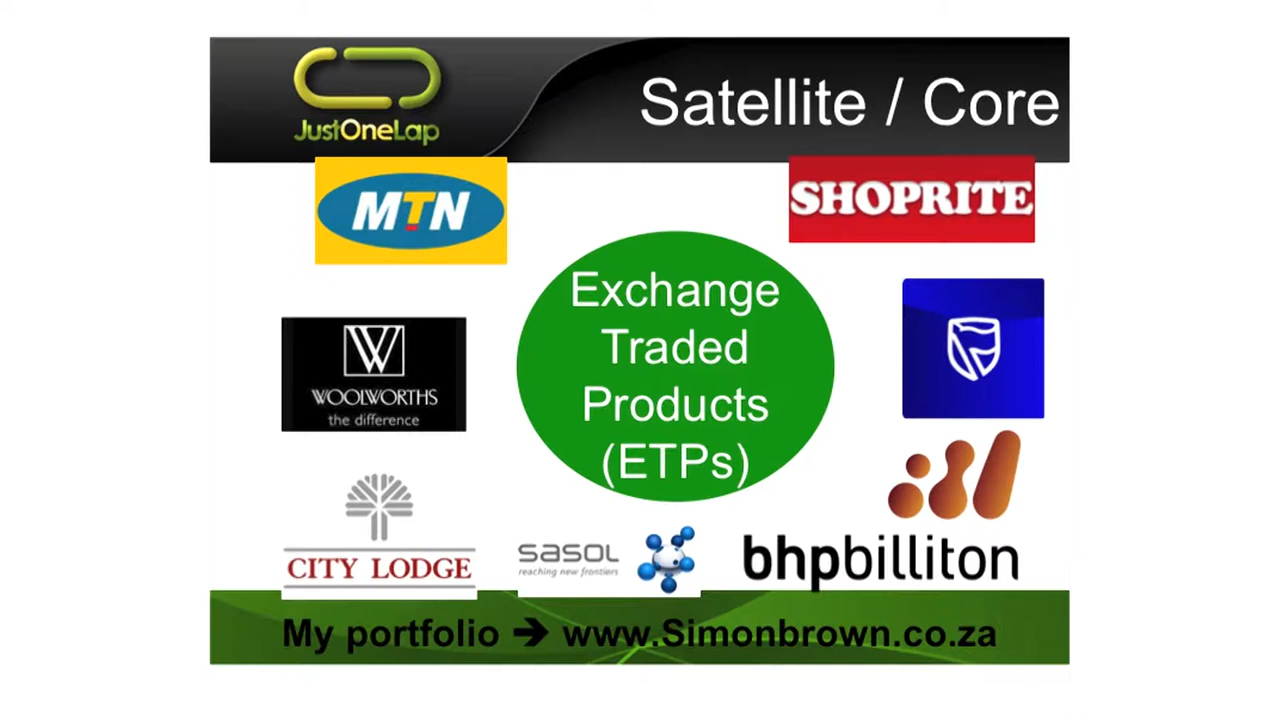 JustOneLap
Satellite / Core
MTN
SHOPRITE
Exchange
Traded
Products
(ETPs)
W
WOOLWORTHS
the difference
CITY LODGE
sasol
reaching new frontiers
bhpbilliton
My portfolio ➔ www.Simonbrown.co.za